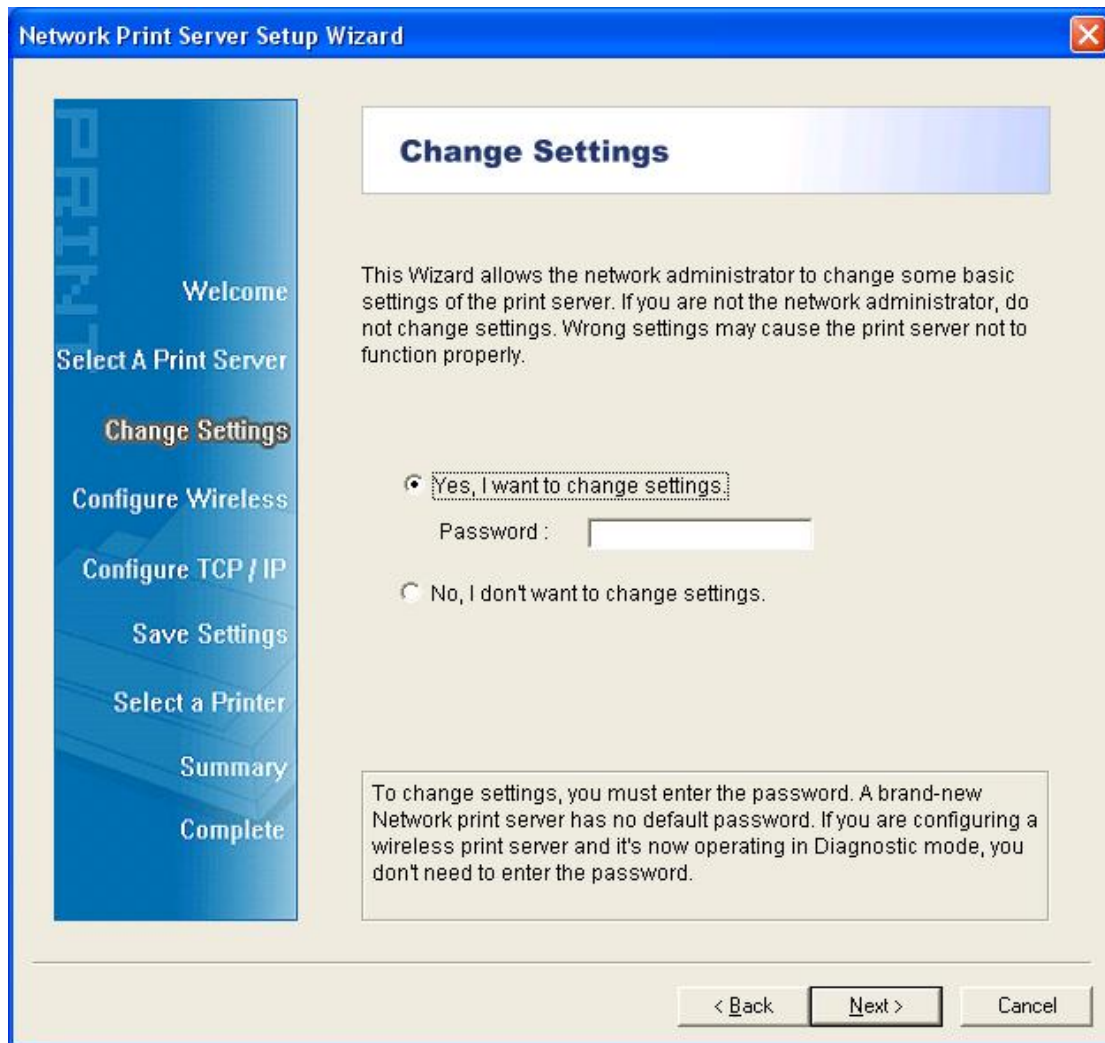 Network Print Server Setup Wizard
PRINT
Welcome
Select A Print Server
Change Settings
Configure Wireless
Configure TCP / IP
Save Settings
Select a Printer
Summary
Complete
Change Settings
This Wizard allows the network administrator to change some basic
settings of the print server. If you are not the network administrator, do
not change settings. Wrong settings may cause the print server not to
function properly.
Yes, I want to change settings.
Password :
No, I don't want to change settings.
To change settings, you must enter the password. A brand-new
Network print server has no default password. If you are configuring a
wireless print server and it's now operating in Diagnostic mode, you
don't need to enter the password.
< Back
Next >
Cancel